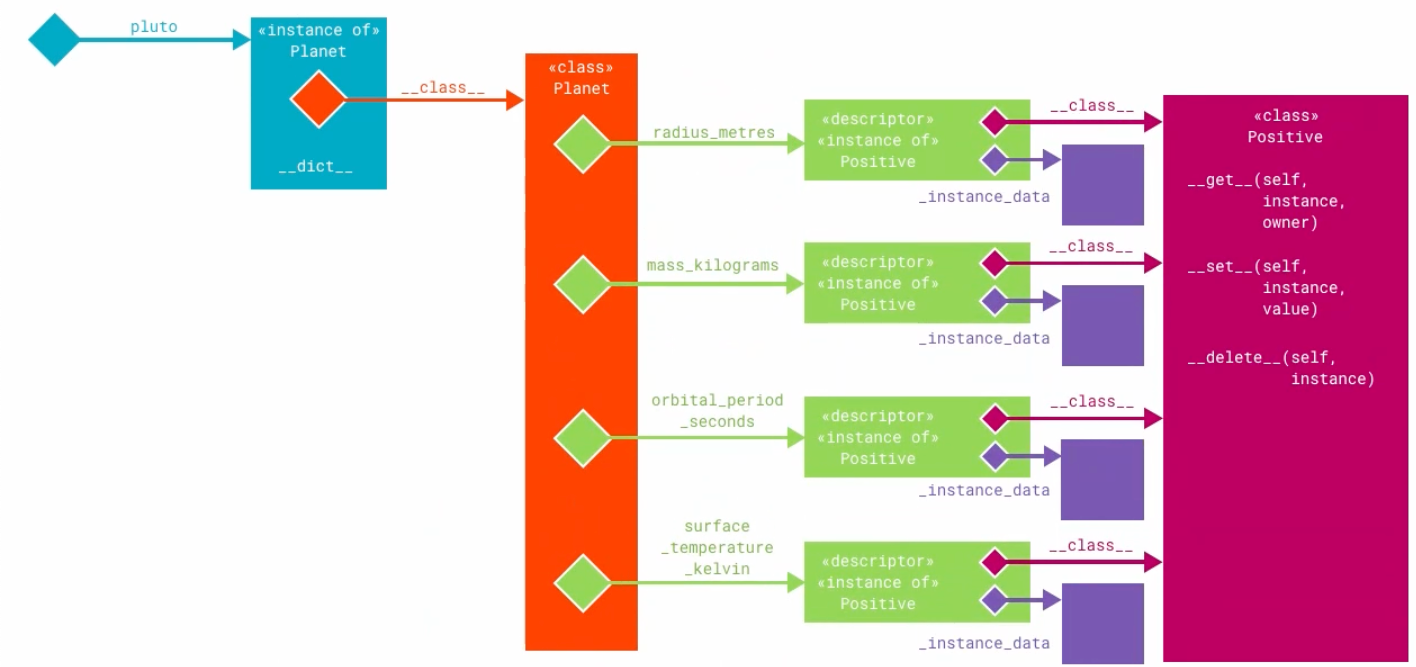 pluto
«instance of»
Planet
__class__
__dict__
«class»
Planet
radius_metres
«descriptor»
«instance of»
Positive
__class__
_instance_data
mass_kilograms
«descriptor»
«instance of»
Positive
__class__
_instance_data
orbital_period
_seconds
«descriptor»
«instance of»
Positive
__class__
_instance_data
surface
_temperature
_kelvin
«descriptor»
«instance of»
Positive
__class__
_instance_data
«class»
Positive
__get__(self,
instance,
owner)
__set__(self,
instance,
value)
__delete__(self,
instance)